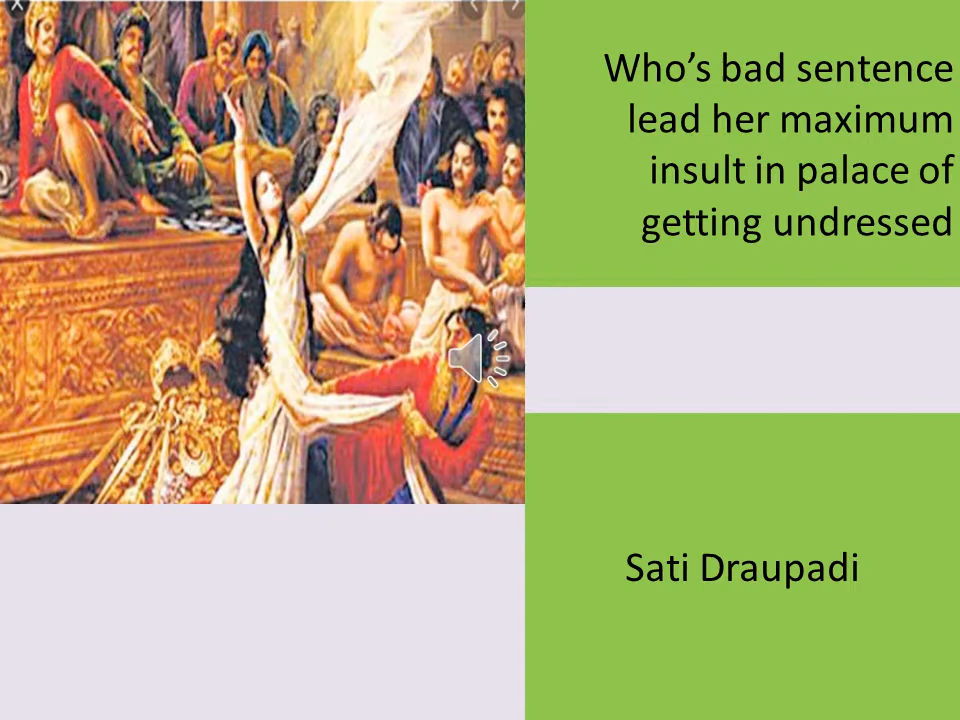 Who’s bad sentence
lead her maximum
insult in palace of
getting undressed
Sati Draupadi